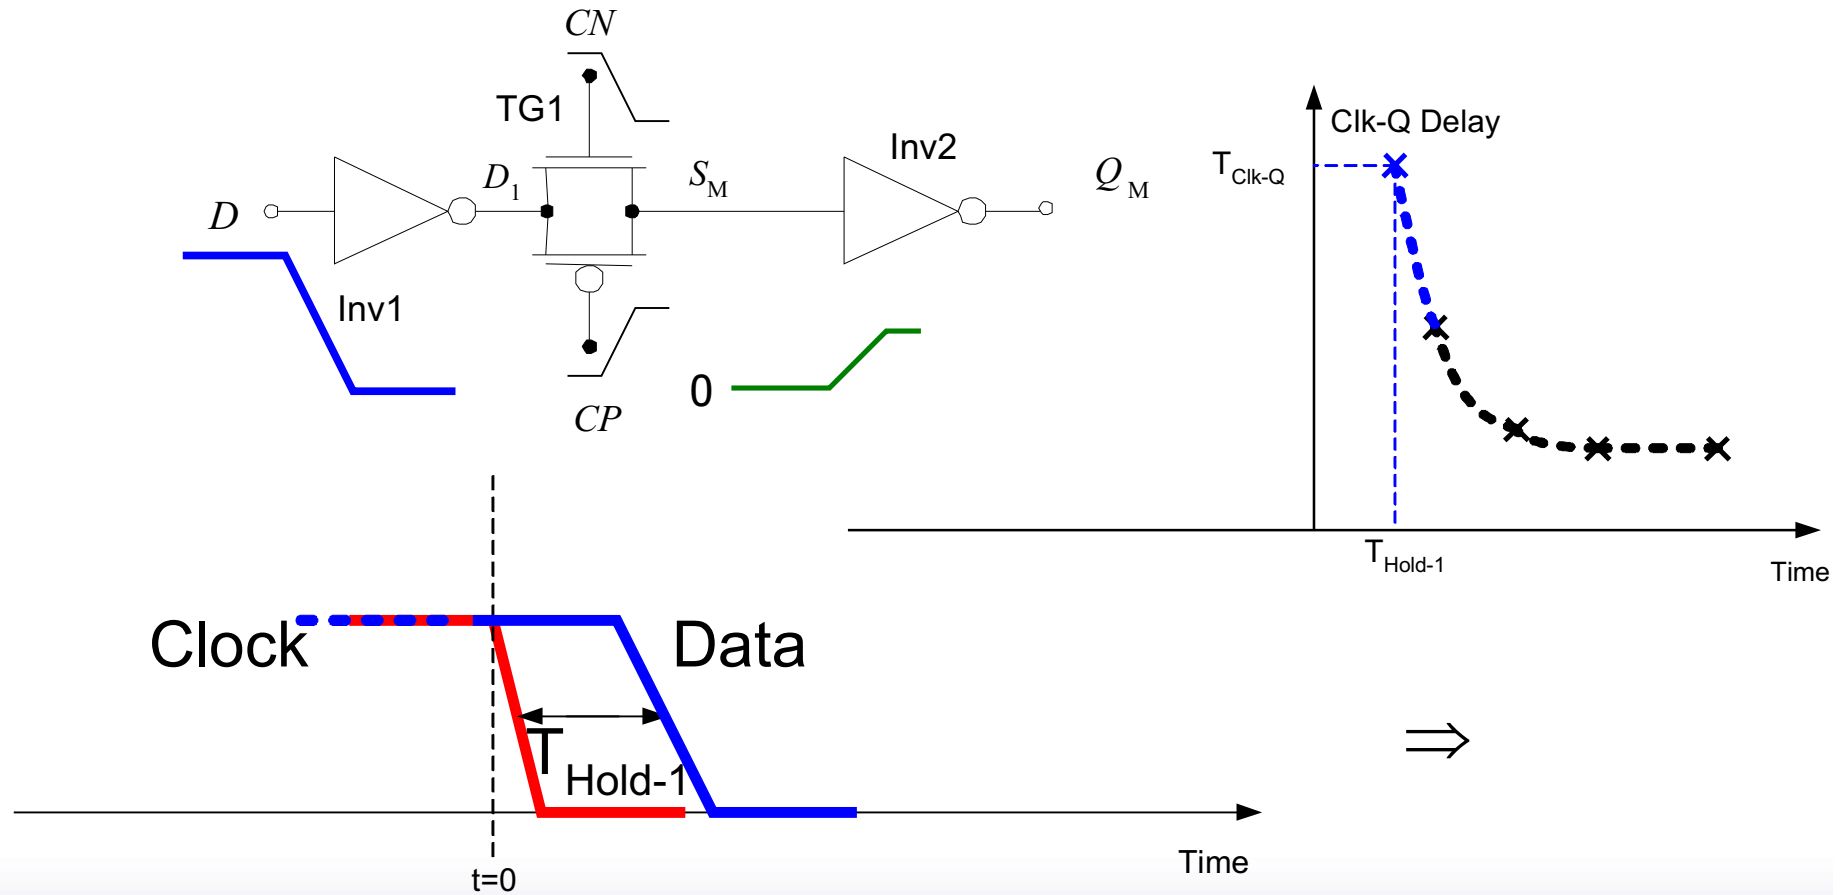 CN
TG1
Inv2
D
D1
SM
QM
Inv1
0
CP
Clk-Q Delay
TClk-Q
THold-1
Time
Clock
Data
THold-1
⇒
Time
t=0